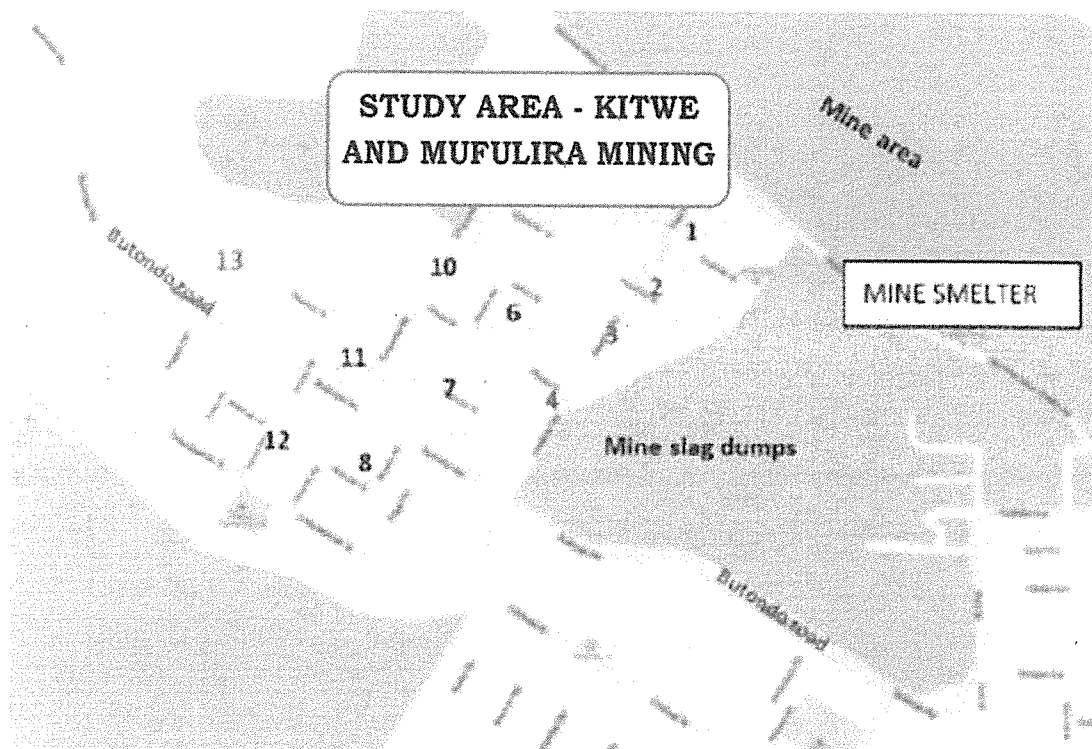 STUDY AREA - KITWE
AND MUFULIRA MINING
Mine area
1
Butondo road
13
10
2
MINE SMELTER
6
3
11
7
4
12
8
Mine slag dumps
Butondo road